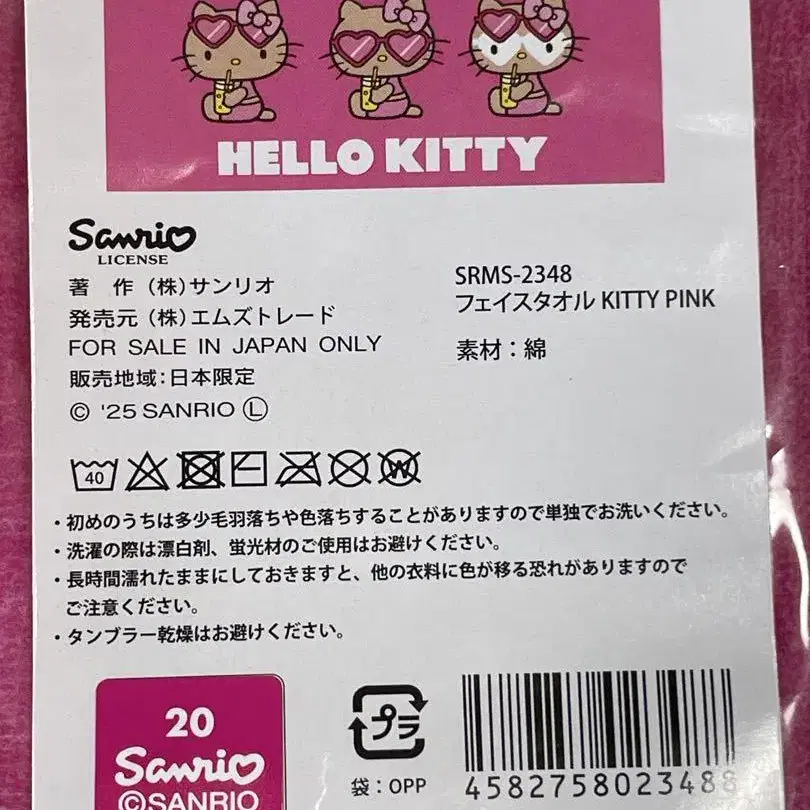 HELLO KITTY
Sanrio
LICENSE
著　作（株）サンリオ
発売元（株）エムズトレード
FOR SALE IN JAPAN ONLY
販売地域：日本限定
© '25 SANRIO Ⓛ
SRMS-2348
フェイスタオル KITTY PINK
素材：綿
40
W
・初めのうちは多少毛羽落ちや色落ちすることがありますので単独でお洗いください。
・洗濯の際は漂白剤、蛍光材のご使用はお避けください。
・長時間濡れたままにしておきますと、他の衣料に色が移る恐れがありますので
ご注意ください。
・タンブラー乾燥はお避けください。
20
Sanrio
©SANRIO
プラ
袋：OPP
4582758023488